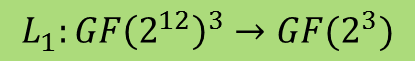 L₁: GF(2¹²)³ → GF(2³)